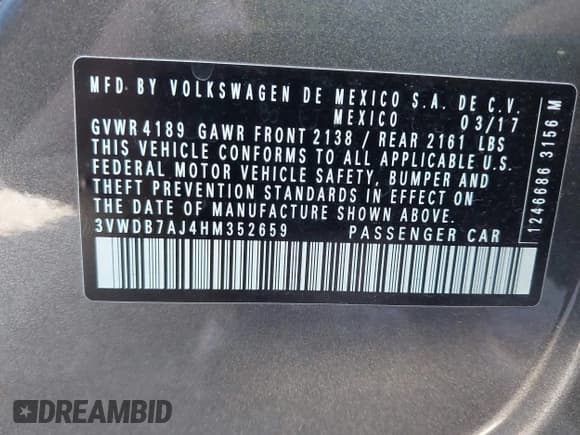 MFD. BY VOLKSWAGEN DE MEXICO S.A. DE C.V.
MEXICO 03/17
GVWR 4189 GAWR FRONT 2138 / REAR 2161 LBS
THIS VEHICLE CONFORMS TO ALL APPLICABLE U.S.
FEDERAL MOTOR VEHICLE SAFETY, BUMPER AND
THEFT PREVENTION STANDARDS IN EFFECT ON
THE DATE OF MANUFACTURE SHOWN ABOVE.
3VWDB7AJ4HM352659 PASSENGER CAR
1246686 3156 M
DREAMBID